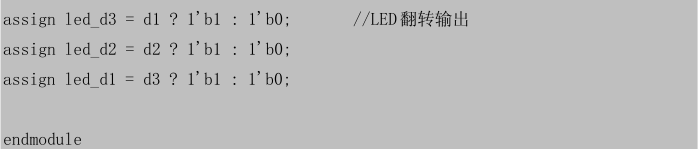 assign led_d3 = d1 ? 1'b1 : 1'b0;        //LED翻转输出
assign led_d2 = d2 ? 1'b1 : 1'b0;
assign led_d1 = d3 ? 1'b1 : 1'b0;
endmodule